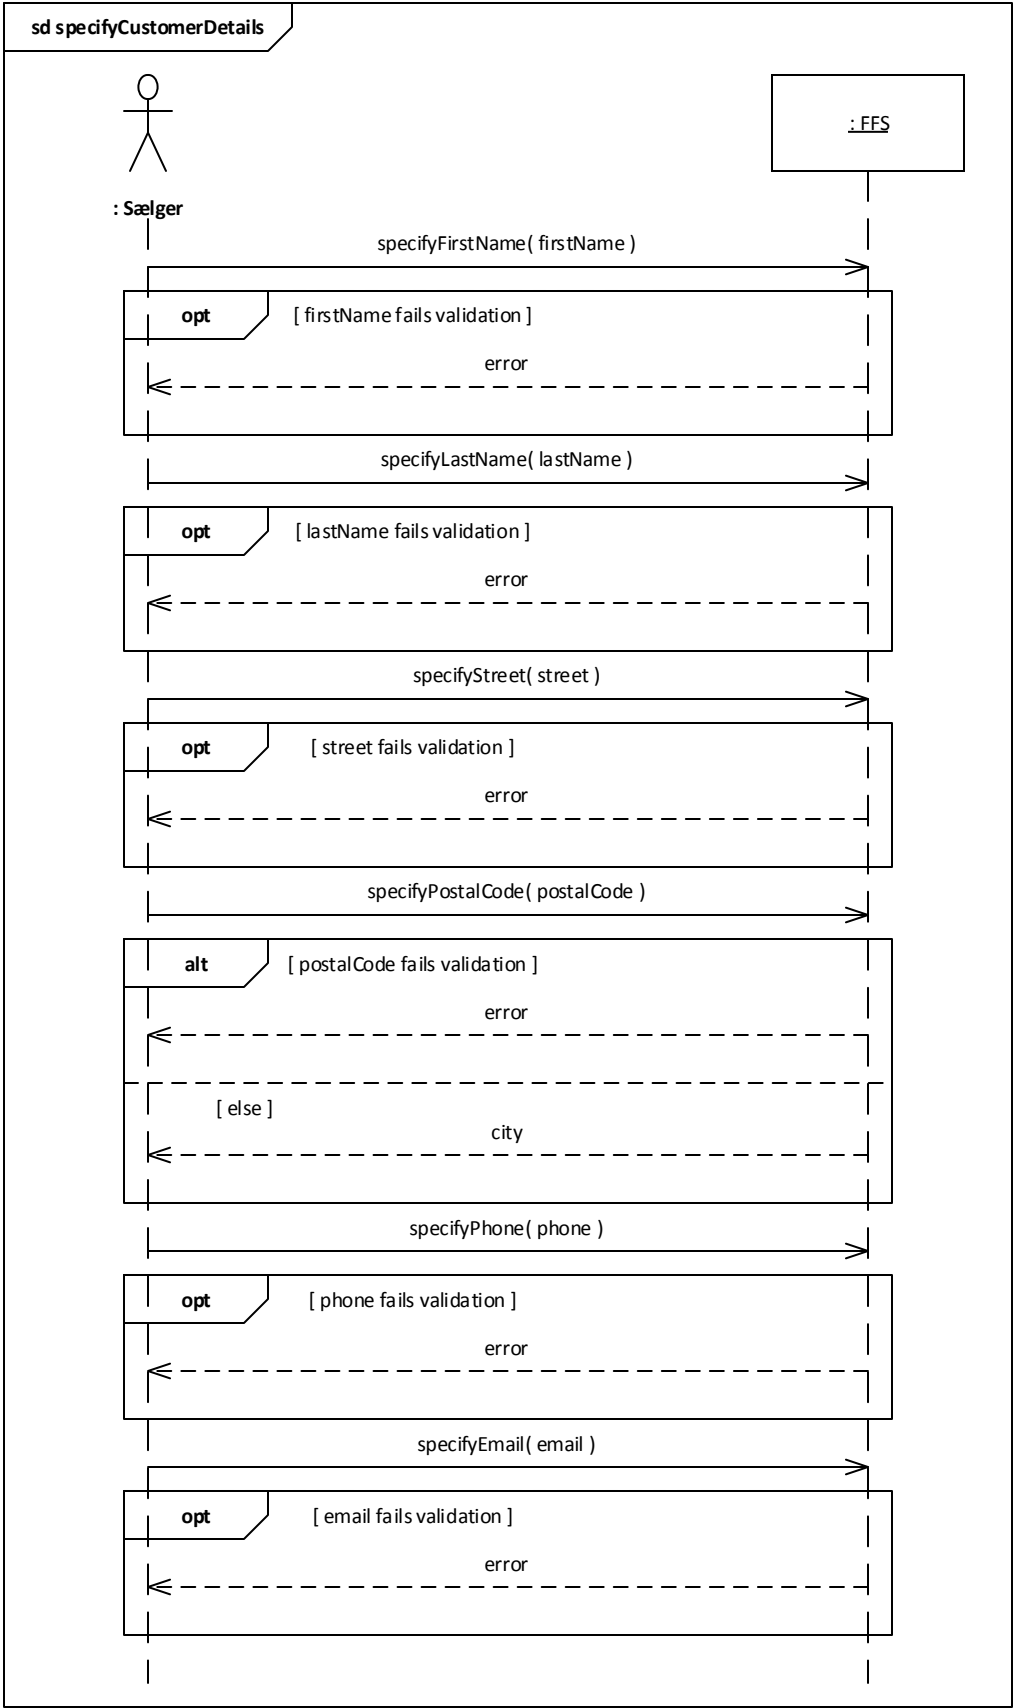 sd specifyCustomerDetails
: FFS
: Sælger
specifyFirstName( firstName )
opt
[ firstName fails validation ]
error
specifyLastName( lastName )
opt
[ lastName fails validation ]
error
specifyStreet( street )
opt
[ street fails validation ]
error
specifyPostalCode( postalCode )
alt
[ postalCode fails validation ]
error
[ else ]
city
specifyPhone( phone )
opt
[ phone fails validation ]
error
specifyEmail( email )
opt
[ email fails validation ]
error